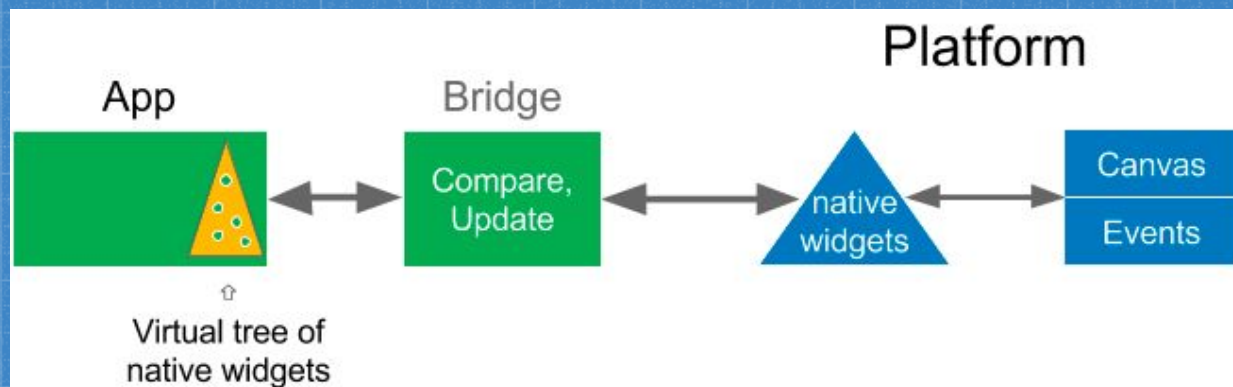 Platform
App
Bridge
Compare,
Update
native
widgets
Canvas
Events
Virtual tree of
native widgets